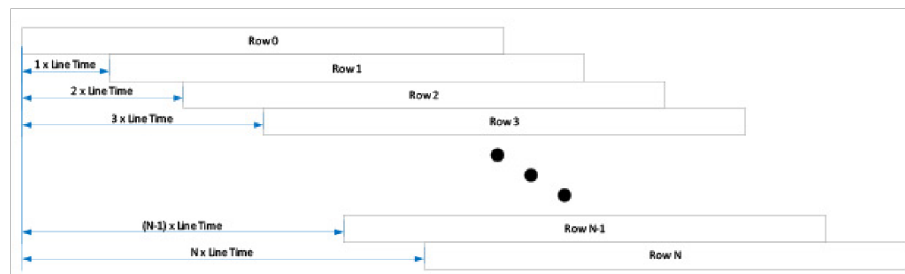 Row 0
1 x Line Time
Row 1
2 x Line Time
Row 2
3 x Line Time
Row 3
(N-1) x Line Time
Row N-1
N x Line Time
Row N